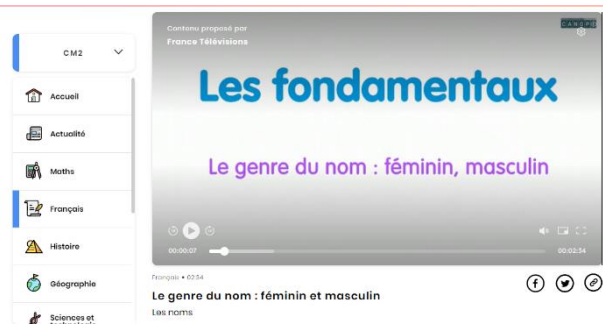 CM2
Accueil
Actualité
Maths
Français
Histoire
Géographie
Sciences et
technologie
Contenu proposé par
France Télévisions
CANOPÉ
Les fondamentaux
Le genre du nom : féminin, masculin
00:00:07
00:02:34
Français • 02:34
Le genre du nom : féminin et masculin
Les noms